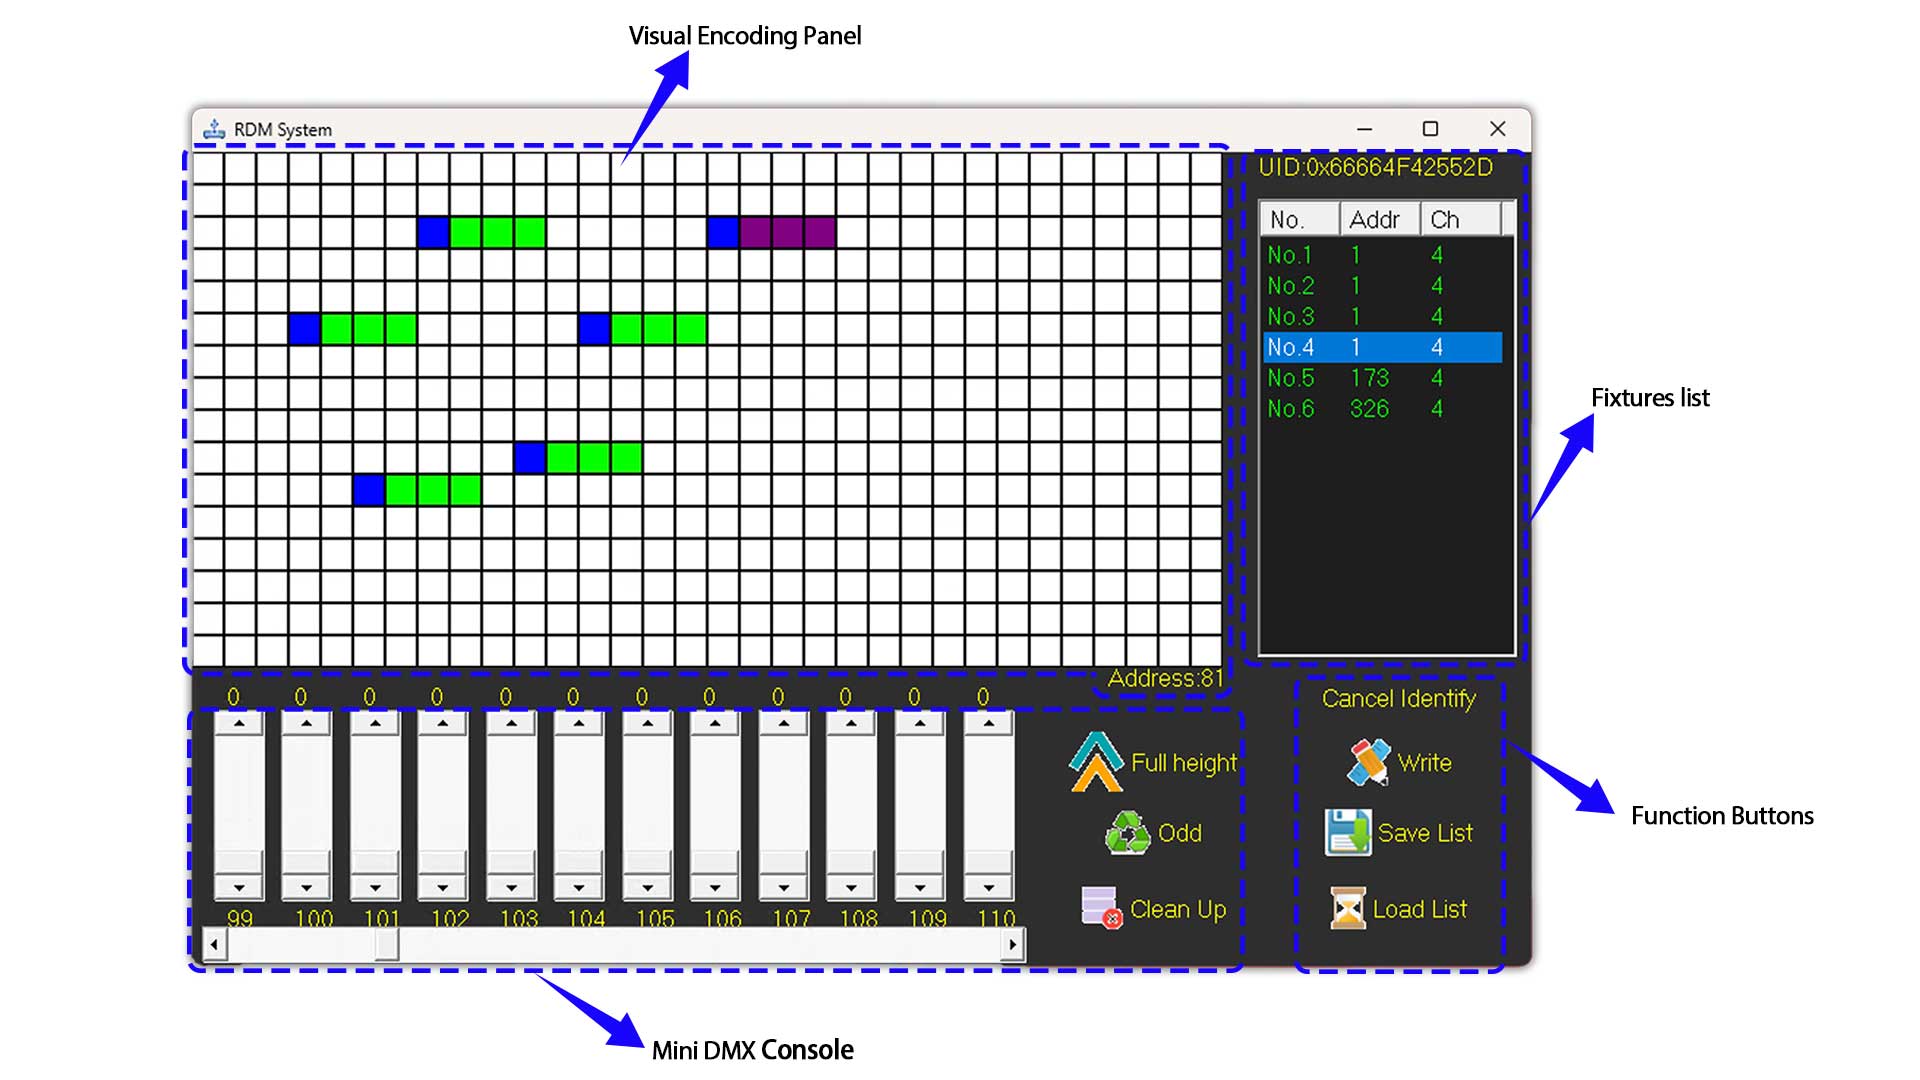 Visual Encoding Panel
RDM System
UID:0x66664F42552D
No. Addr Ch
No.1 1 4
No.2 1 4
No.3 1 4
No.4 1 4
No.5 173 4
No.6 326 4
Fixtures list
Address:81
0 0 0 0 0 0 0 0 0 0 0 0
Cancel Identify
Full height
Write
Function Buttons
Odd
Save List
Clean Up
Load List
99 100 101 102 103 104 105 106 107 108 109 110
Mini DMX Console